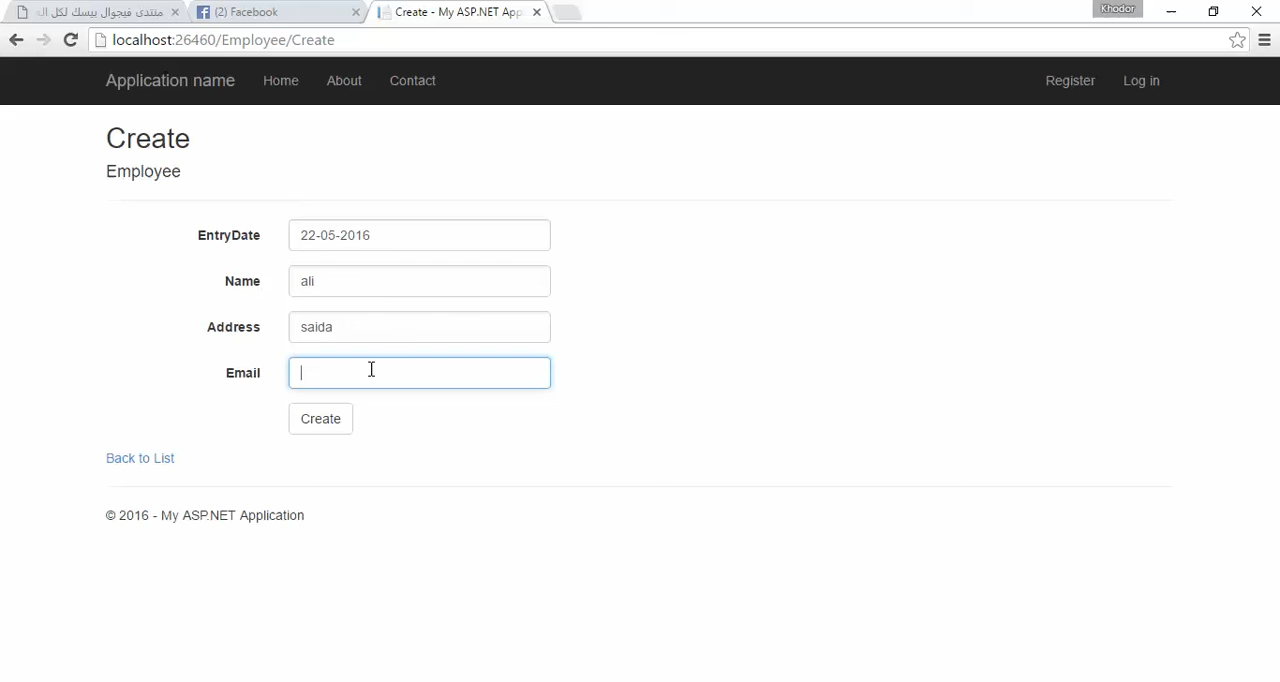 منتدى فيجوال بيسك لكل
(2) Facebook
Create - My ASP.NET App
Khodor
localhost:26460/Employee/Create
Application name Home About Contact Register Log in
Create
Employee
EntryDate 22-05-2016
Name ali
Address saida
Email
Create
Back to List
© 2016 - My ASP.NET Application